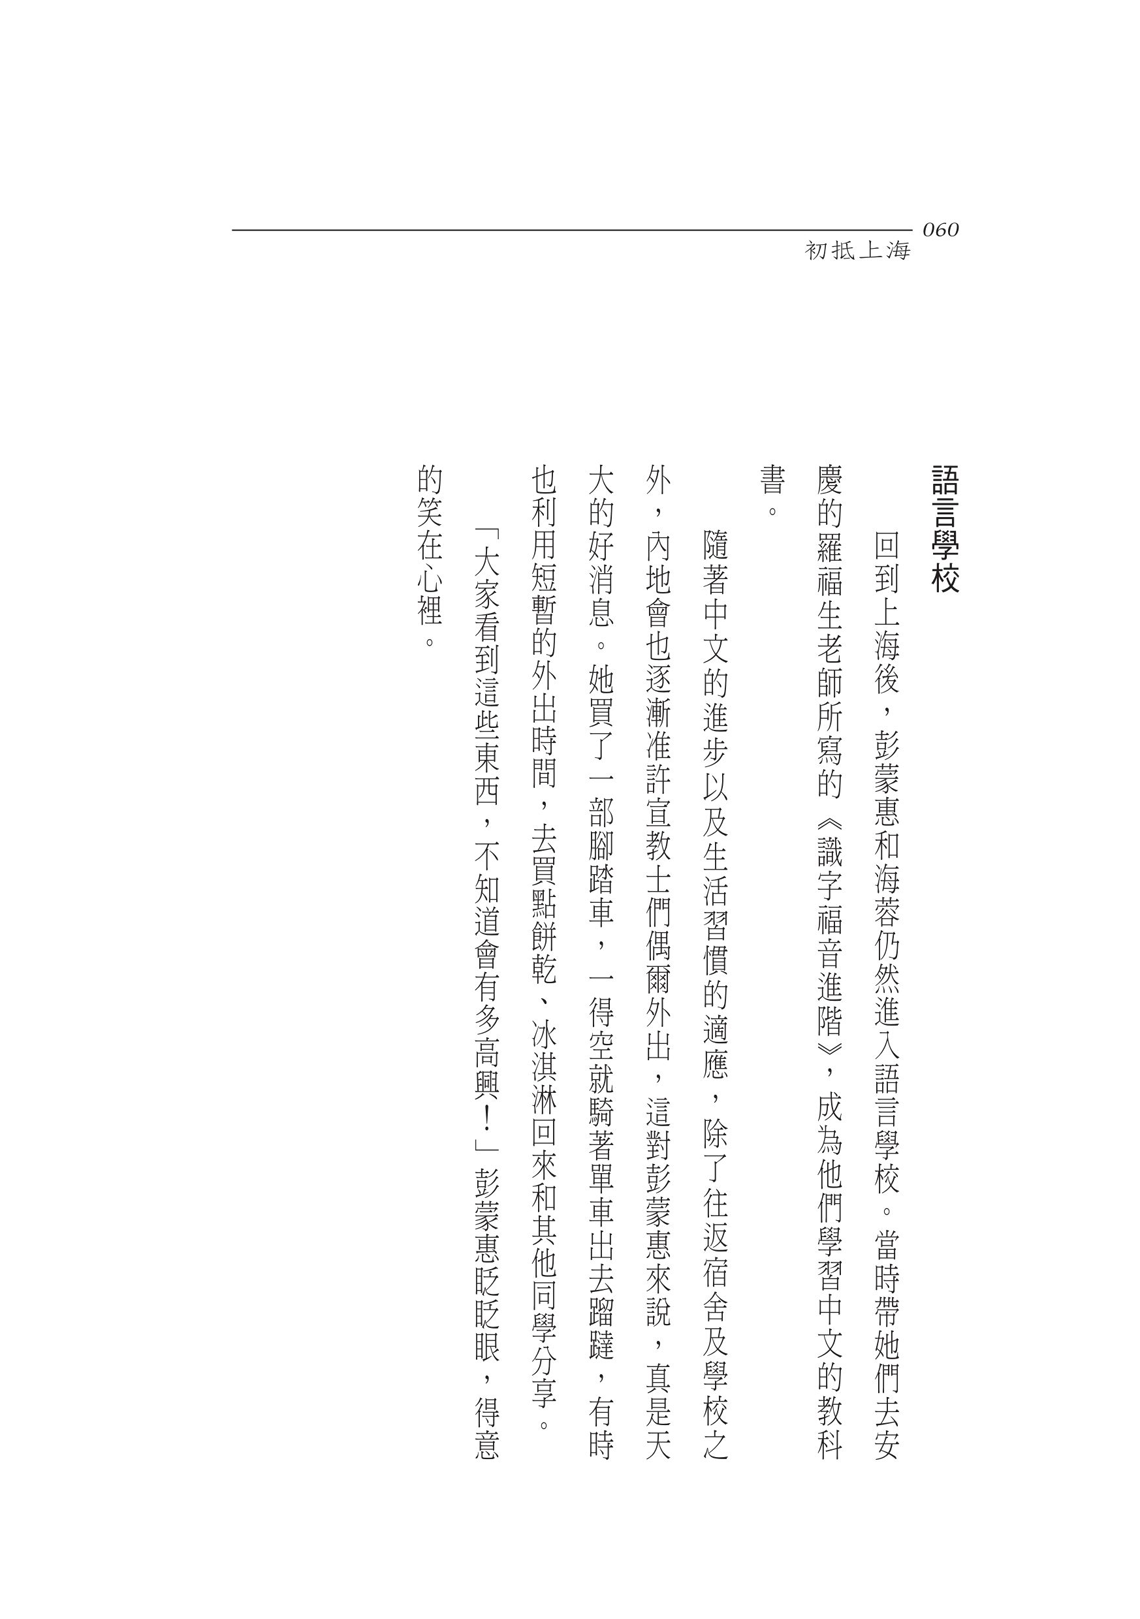 060
初抵上海
語言學校
回到上海後，彭蒙惠和海蓉仍然進入語言學校。當時帶她們去安
慶的羅福生老師所寫的《識字福音進階》，成為他們學習中文的教科
書。
隨著中文的進步以及生活習慣的適應，除了往返宿舍及學校之
外，內地會也逐漸准許宣教士們偶爾外出，這對彭蒙惠來說，真是天
大的好消息。她買了一部腳踏車，一得空就騎著單車出去蹓躂，有時
也利用短暫的外出時間，去買點餅乾、冰淇淋回來和其他同學分享。
「大家看到這些東西，不知道會有多高興！」彭蒙惠眨眨眼，得意
的笑在心裡。